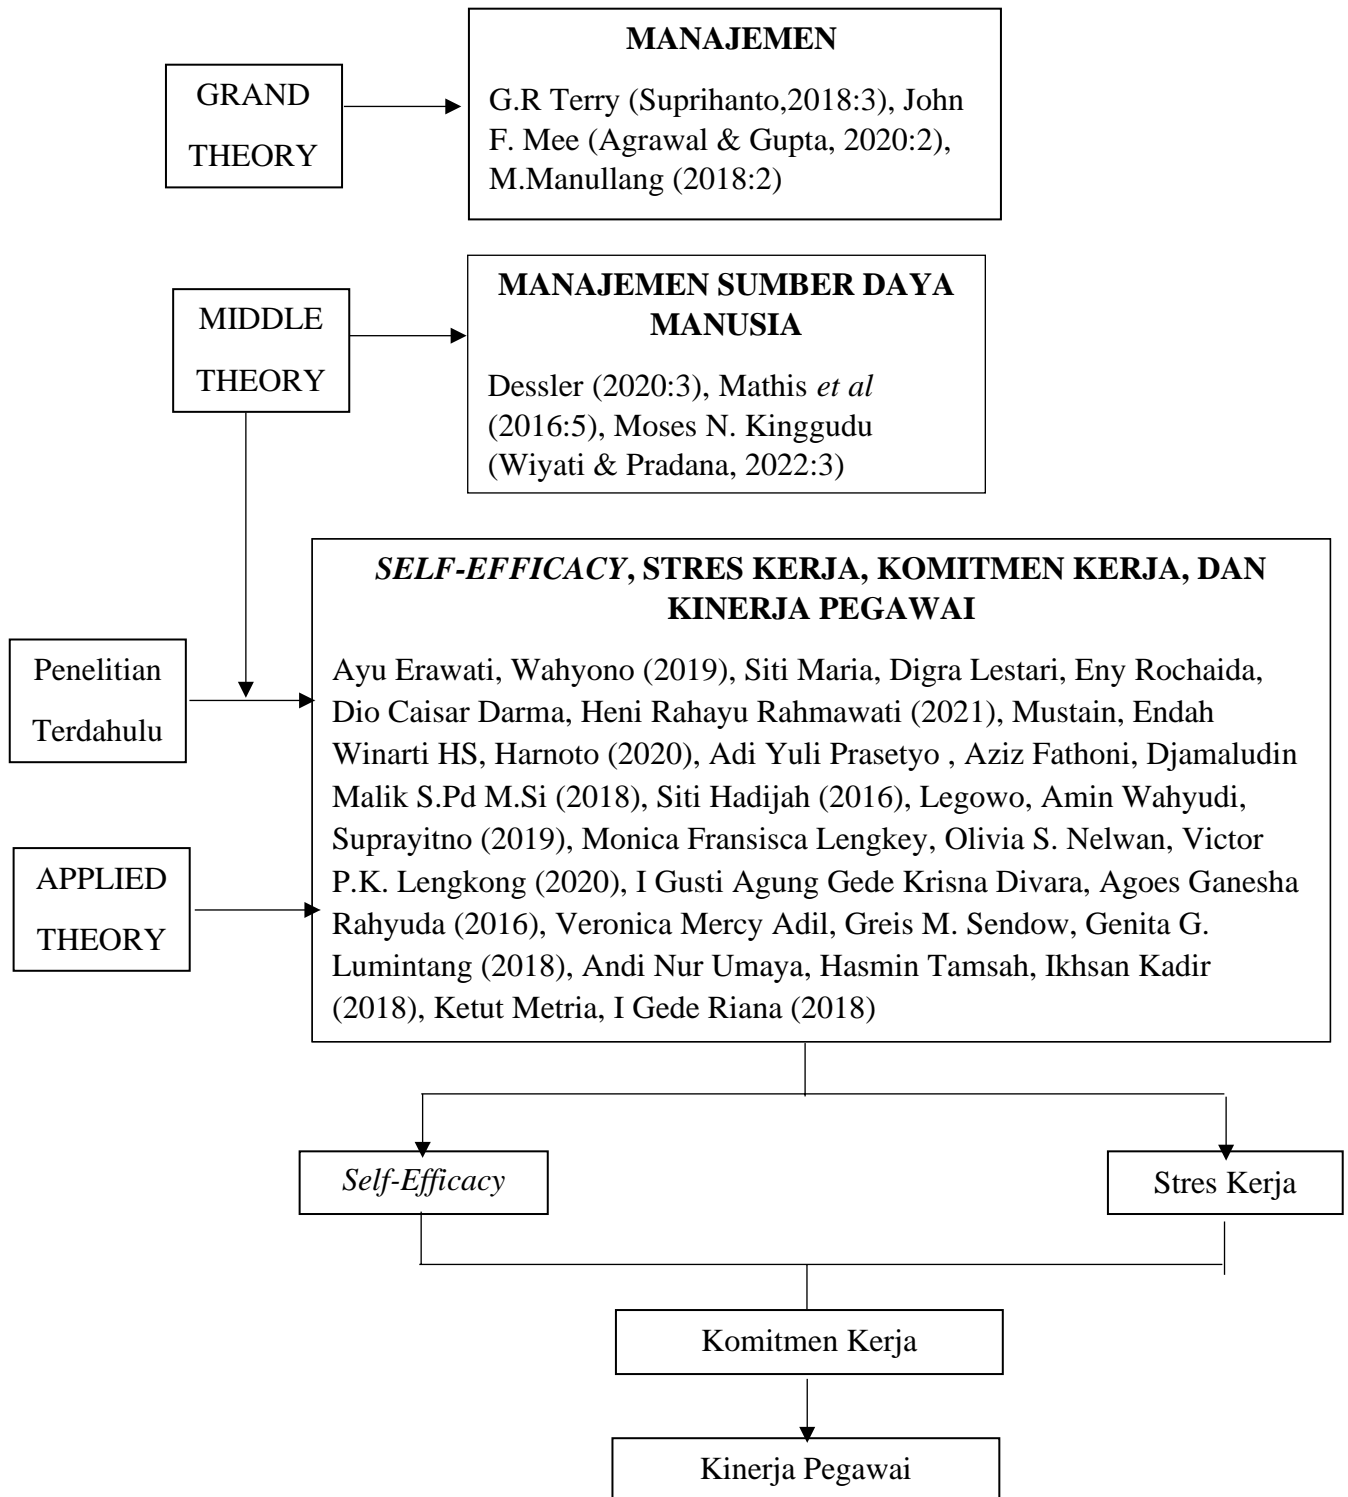 GRAND
THEORY
MANAJEMEN
G.R Terry (Suprihanto,2018:3), John
F. Mee (Agrawal & Gupta, 2020:2),
M.Manullang (2018:2)
MIDDLE
THEORY
MANAJEMEN SUMBER DAYA
MANUSIA
Dessler (2020:3), Mathis et al
(2016:5), Moses N. Kinggudu
(Wiyati & Pradana, 2022:3)
Penelitian
Terdahulu
APPLIED
THEORY
SELF-EFFICACY, STRES KERJA, KOMITMEN KERJA, DAN
KINERJA PEGAWAI
Ayu Erawati, Wahyono (2019), Siti Maria, Digra Lestari, Eny Rochaida,
Dio Caisar Darma, Heni Rahayu Rahmawati (2021), Mustain, Endah
Winarti HS, Harnoto (2020), Adi Yuli Prasetyo , Aziz Fathoni, Djamaludin
Malik S.Pd M.Si (2018), Siti Hadijah (2016), Legowo, Amin Wahyudi,
Suprayitno (2019), Monica Fransisca Lengkey, Olivia S. Nelwan, Victor
P.K. Lengkong (2020), I Gusti Agung Gede Krisna Divara, Agoes Ganesha
Rahyuda (2016), Veronica Mercy Adil, Greis M. Sendow, Genita G.
Lumintang (2018), Andi Nur Umaya, Hasmin Tamsah, Ikhsan Kadir
(2018), Ketut Metria, I Gede Riana (2018)
Self-Efficacy
Stres Kerja
Komitmen Kerja
Kinerja Pegawai